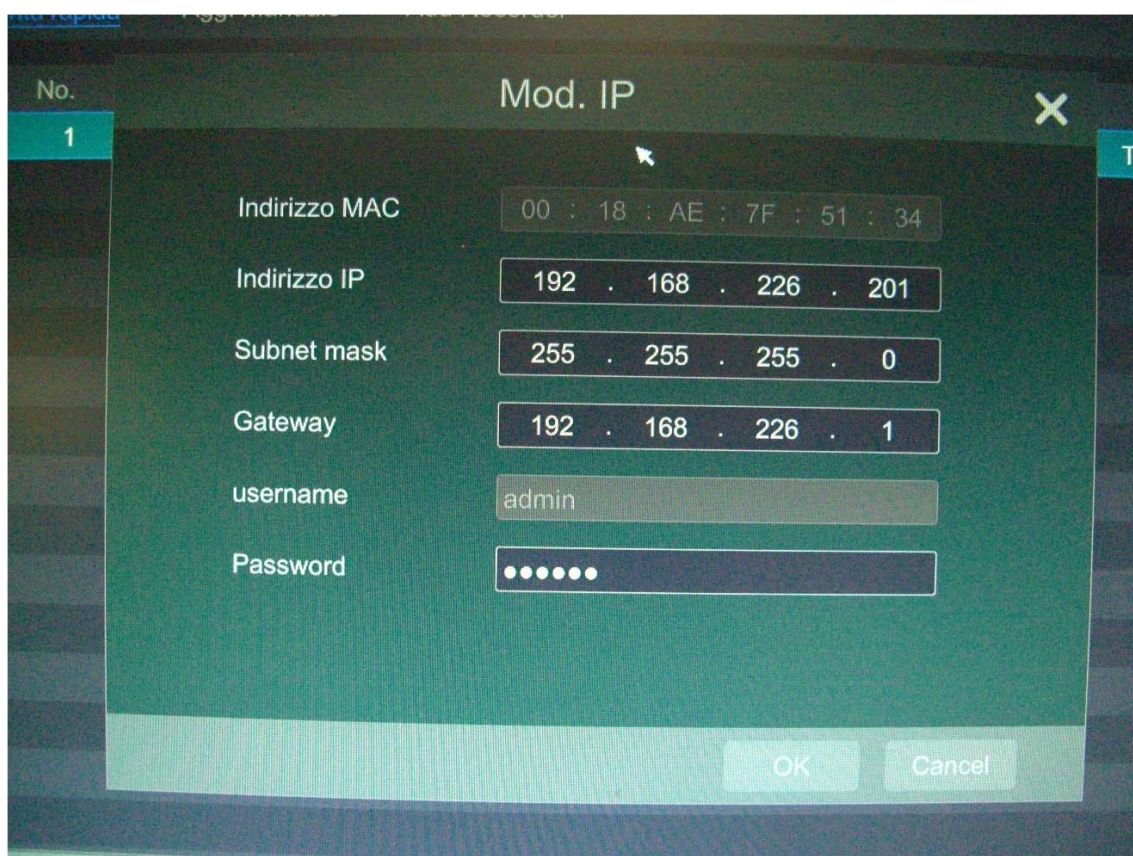 No.
Mod. IP
1
Indirizzo MAC
00 : 18 : AE : 7F : 51 : 34
Indirizzo IP
192 . 168 . 226 . 201
Subnet mask
255 . 255 . 255 . 0
Gateway
192 . 168 . 226 . 1
username
admin
Password
●●●●●●
OK
Cancel